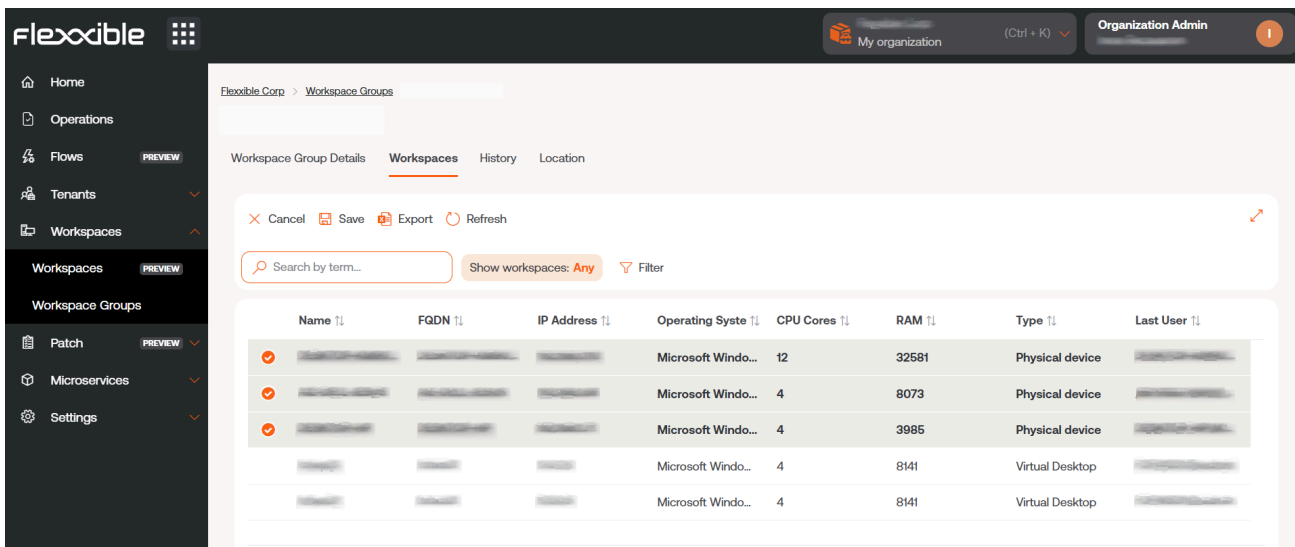 Flexxible
My organization
(Ctrl + K)
Organization Admin
I
Home
Operations
Flows PREVIEW
Tenants
Workspaces
Workspaces PREVIEW
Workspace Groups
Patch PREVIEW
Microservices
Settings
Flexxible Corp > Workspace Groups
Workspace Group Details Workspaces History Location
Cancel Save Export Refresh
Search by term... Show workspaces: Any Filter
Name FQDN IP Address Operating Syste CPU Cores RAM Type Last User
Microsoft Windo... 12 32581 Physical device
Microsoft Windo... 4 8073 Physical device
Microsoft Windo... 4 3985 Physical device
Microsoft Windo... 4 8141 Virtual Desktop
Microsoft Windo... 4 8141 Virtual Desktop